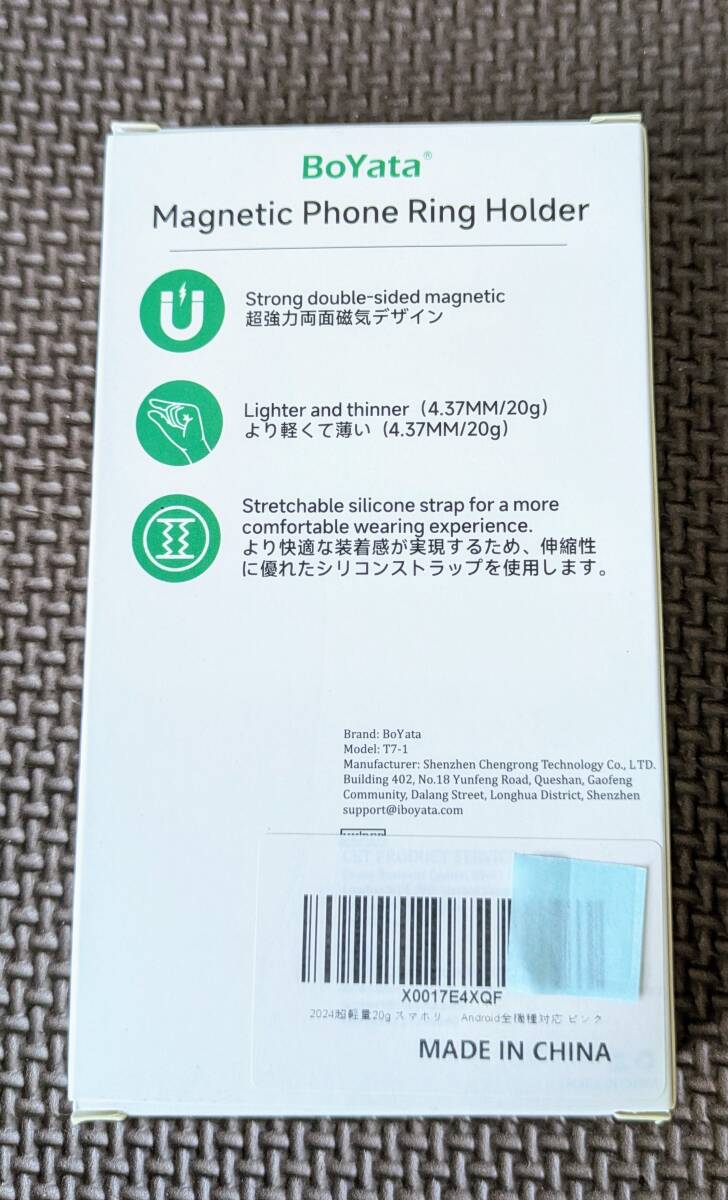 BoYata®
Magnetic Phone Ring Holder
Strong double-sided magnetic
超強力両面磁気デザイン
Lighter and thinner (4.37MM/20g)
より軽くて薄い (4.37MM/20g)
Stretchable silicone strap for a more
comfortable wearing experience.
より快適な装着感が実現するため、伸縮性
に優れたシリコンストラップを使用します。
Brand: BoYata
Model: T7-1
Manufacturer: Shenzhen Chengrong Technology Co., LTD.
Building 402, No.18 Yunfeng Road, Queshan, Gaofeng
Community, Dalang Street, Longhua District, Shenzhen
support@iboyata.com
CET PRODUCT SERVICE
X0017E4XQF
2024超軽量20g スマホリ... Android全機種対応 ピンク
MADE IN CHINA